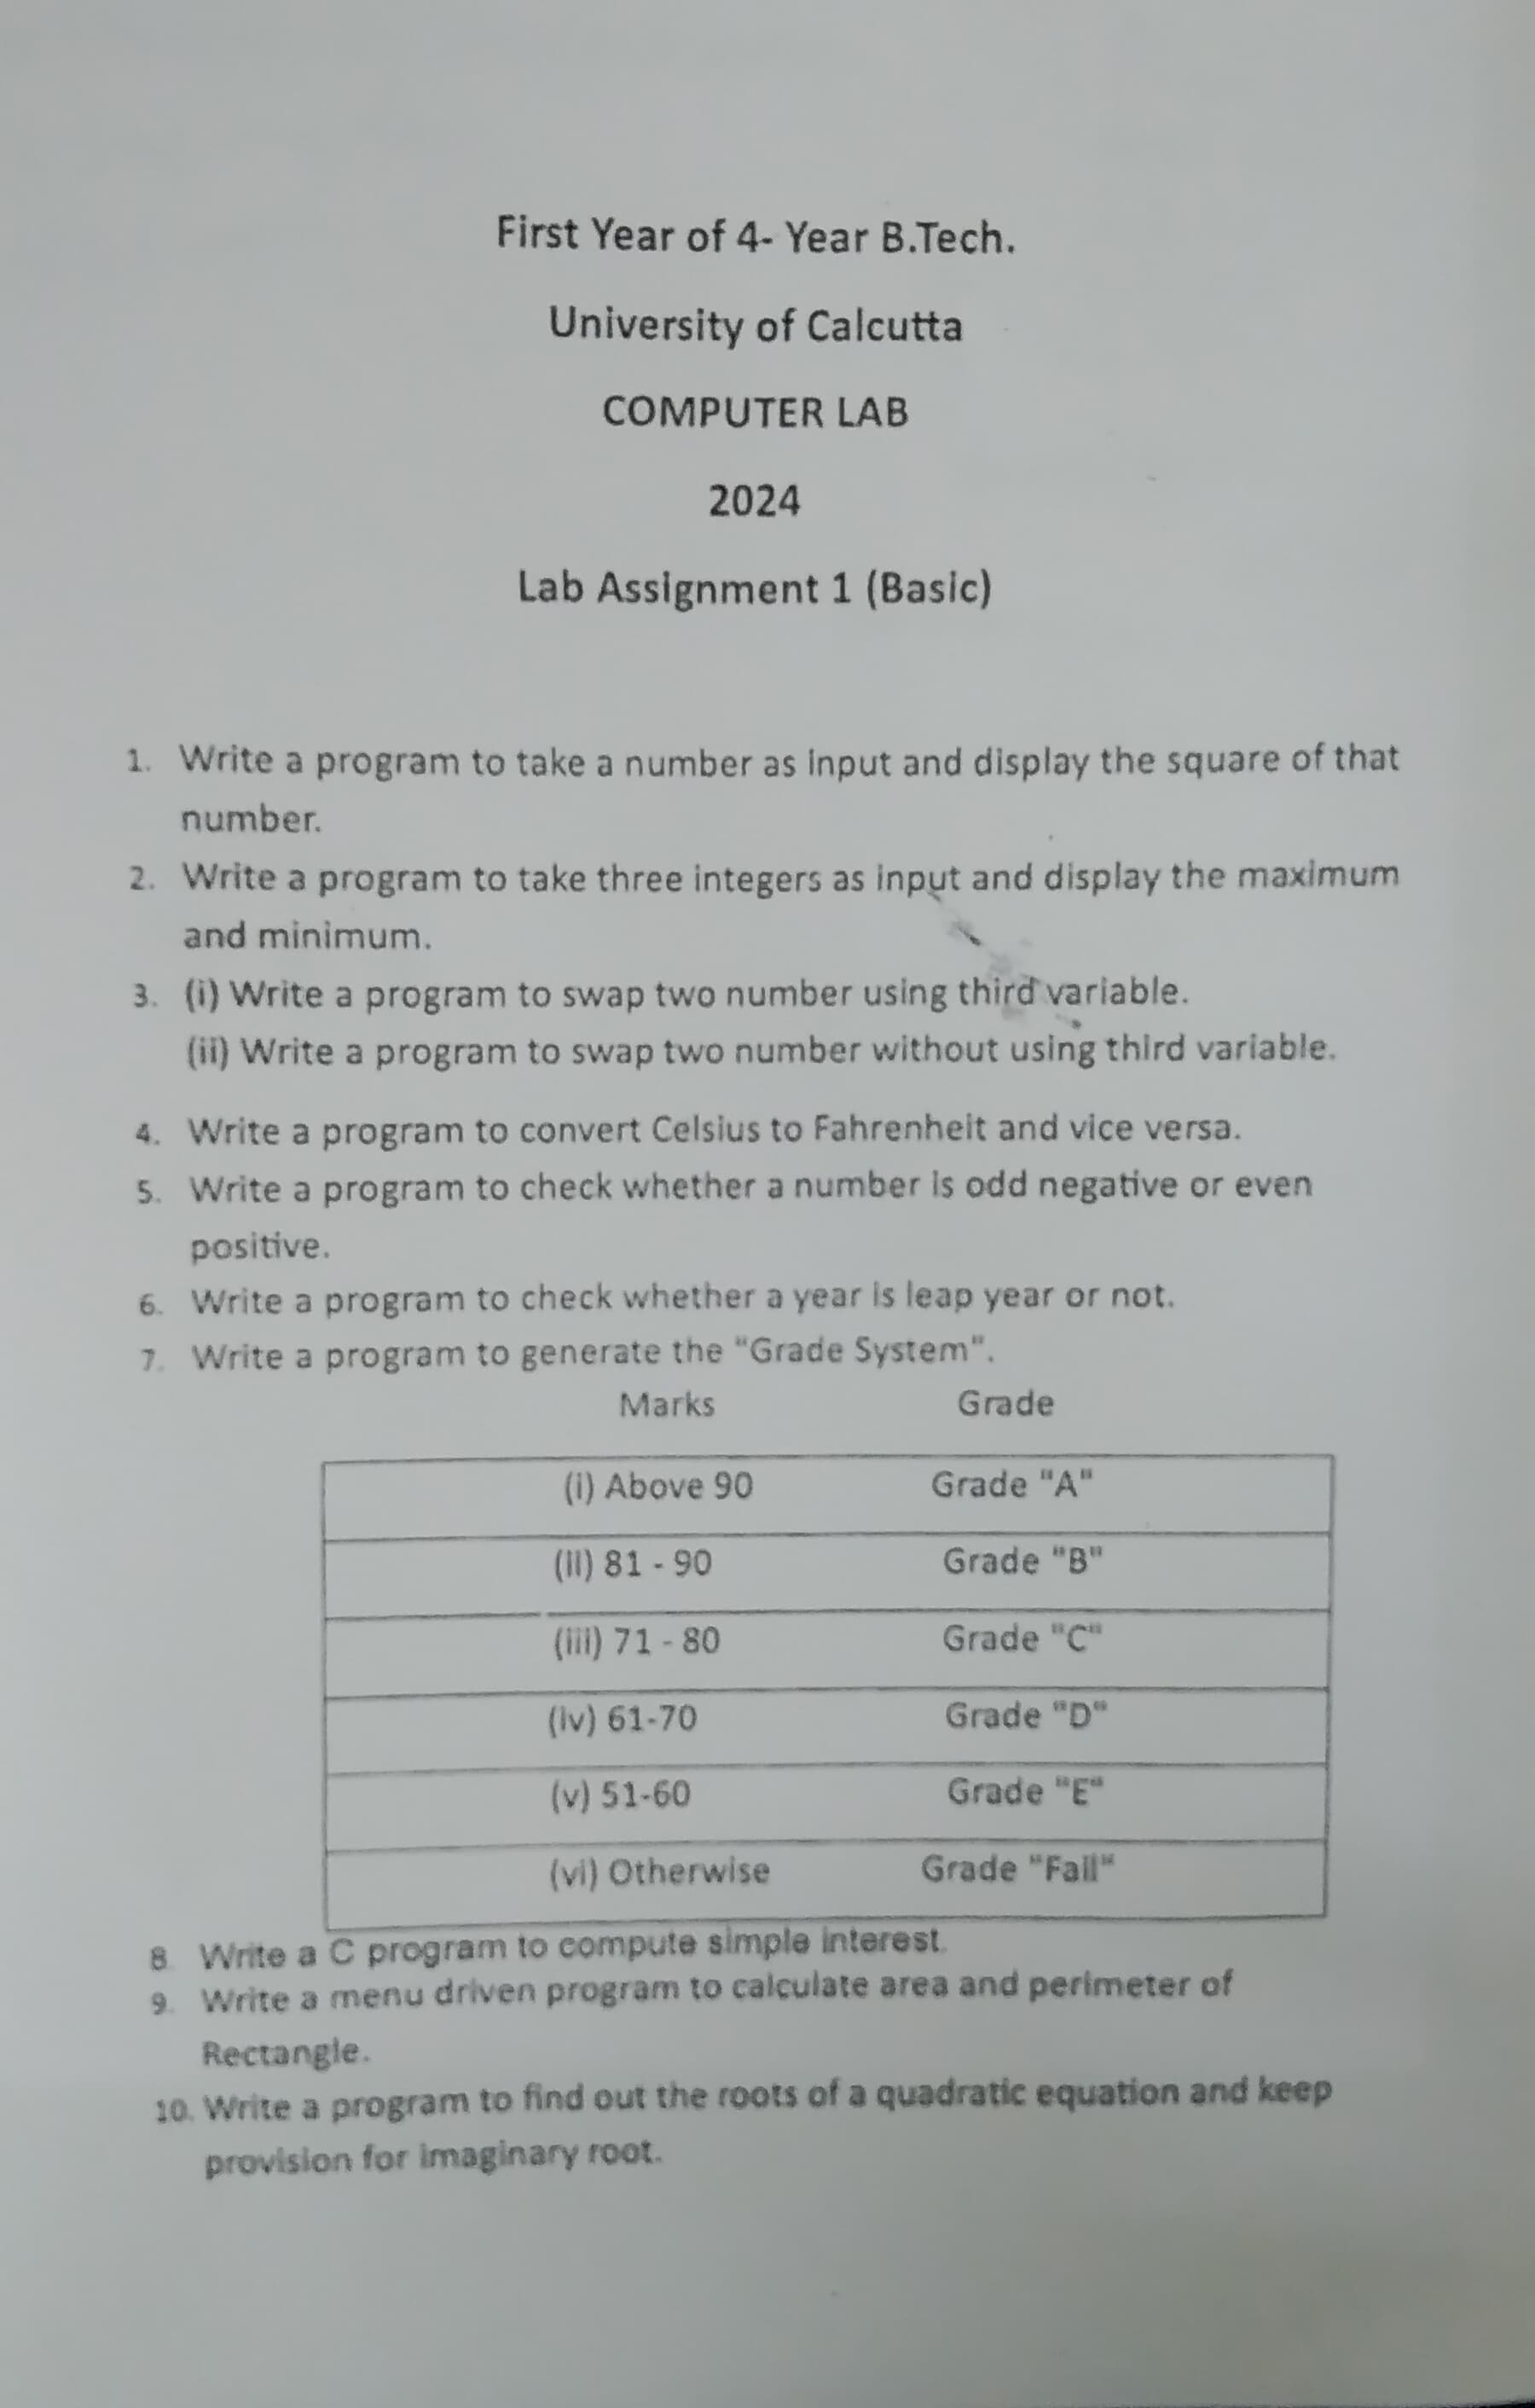 First Year of 4- Year B.Tech.
University of Calcutta
COMPUTER LAB
2024
Lab Assignment 1 (Basic)
1. Write a program to take a number as input and display the square of that
number.
2. Write a program to take three integers as input and display the maximum
and minimum.
3. (i) Write a program to swap two number using third variable.
(ii) Write a program to swap two number without using third variable.
4. Write a program to convert Celsius to Fahrenheit and vice versa.
5. Write a program to check whether a number is odd negative or even
positive.
6. Write a program to check whether a year is leap year or not.
7. Write a program to generate the "Grade System".
Marks Grade
(i) Above 90 Grade "A"
(ii) 81 - 90 Grade "B"
(iii) 71 - 80 Grade "C"
(iv) 61-70 Grade "D"
(v) 51-60 Grade "E"
(vi) Otherwise Grade "Fail"
8. Write a C program to compute simple interest.
9. Write a menu driven program to calculate area and perimeter of
Rectangle.
10. Write a program to find out the roots of a quadratic equation and keep
provision for imaginary root.